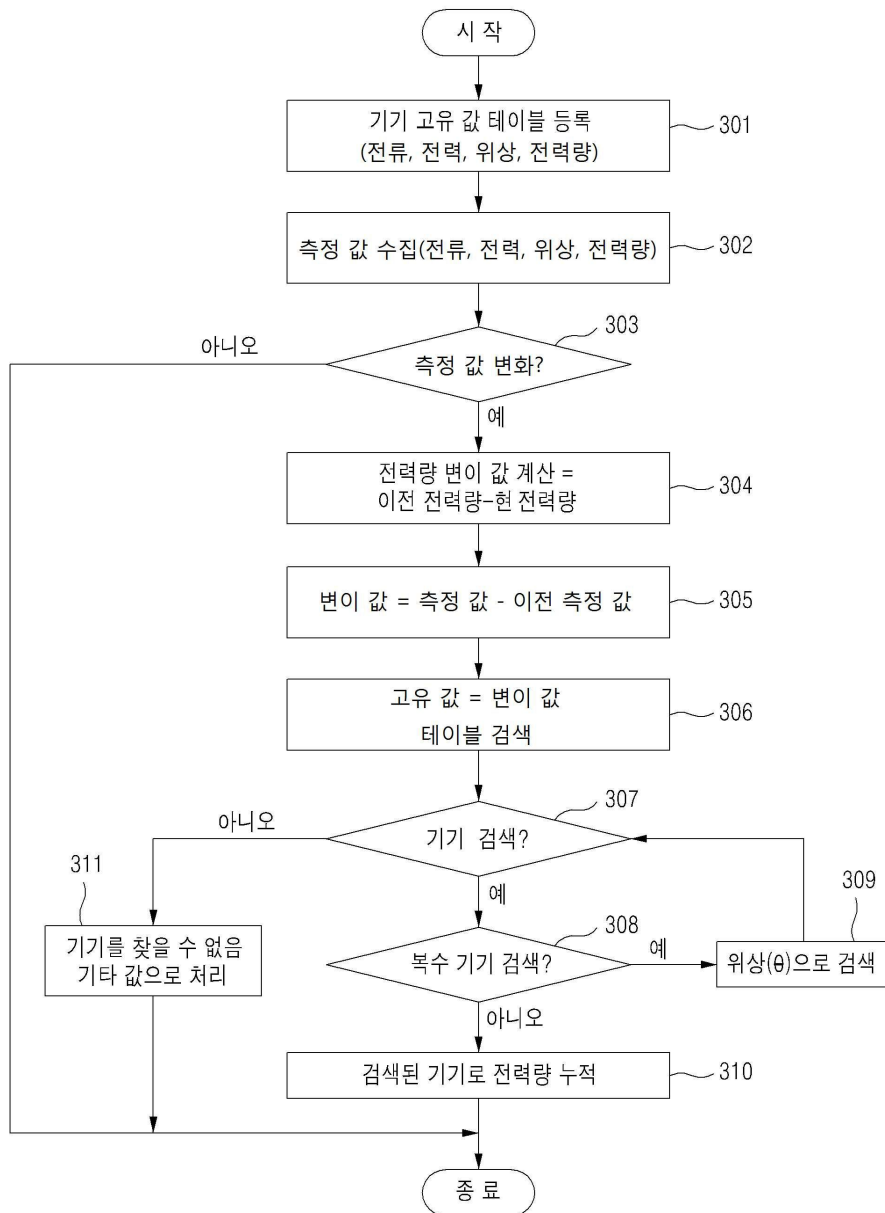 시 작
기기 고유 값 테이블 등록
(전류, 전력, 위상, 전력량)
301
측정 값 수집(전류, 전력, 위상, 전력량)
302
303
아니오
측정 값 변화?
예
전력량 변이 값 계산 =
이전 전력량-현 전력량
304
변이 값 = 측정 값 - 이전 측정 값
305
고유 값 = 변이 값
테이블 검색
306
307
아니오
기기 검색?
311
예
309
308
기기를 찾을 수 없음
기타 값으로 처리
복수 기기 검색?
예
위상(θ)으로 검색
아니오
검색된 기기로 전력량 누적
310
종 료